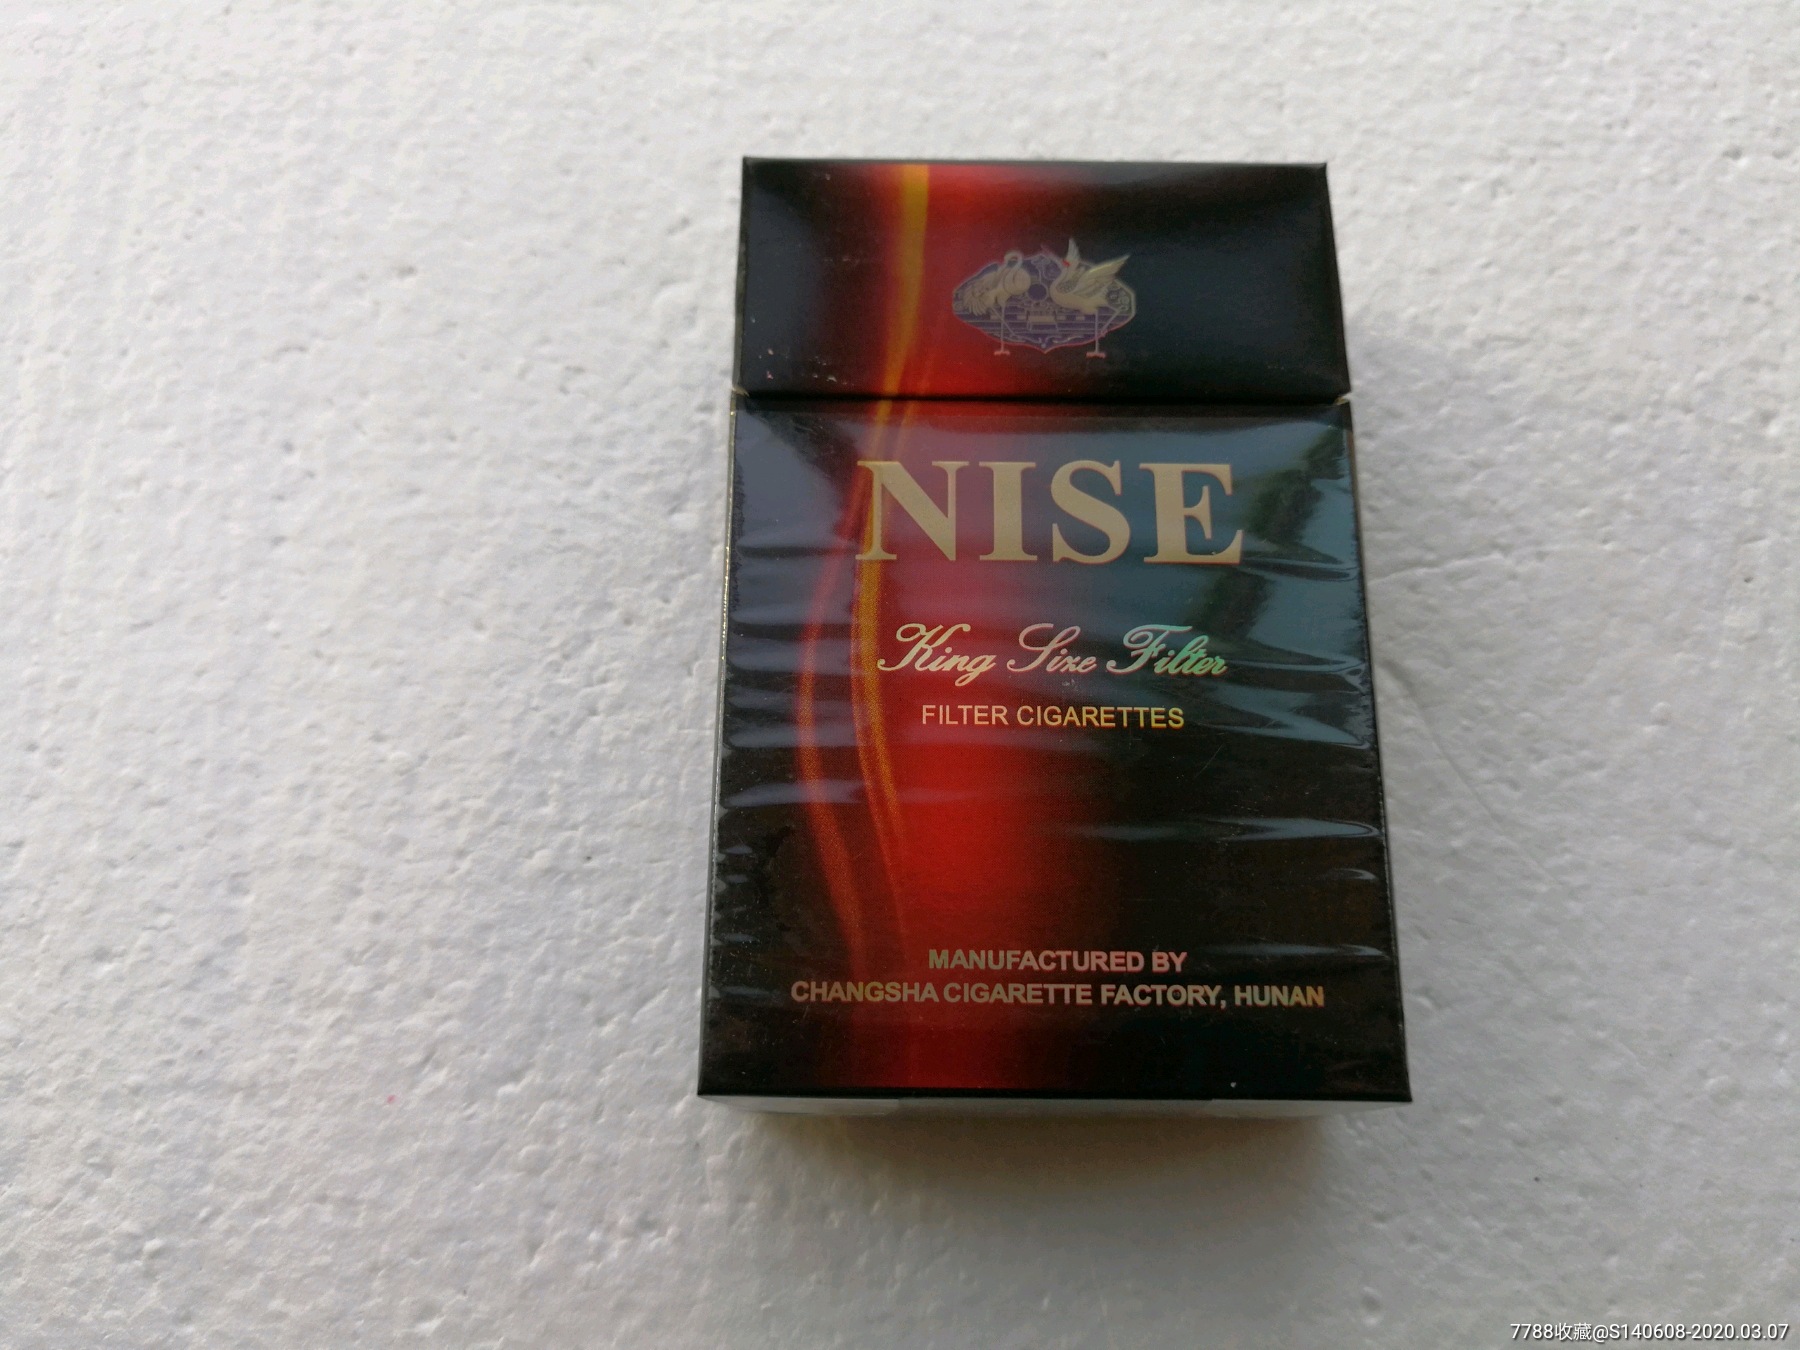 NISE
King Size Filter
FILTER CIGARETTES
MANUFACTURED BY
CHANGSHA CIGARETTE FACTORY, HUNAN
7788收藏@S140608-2020.03.07